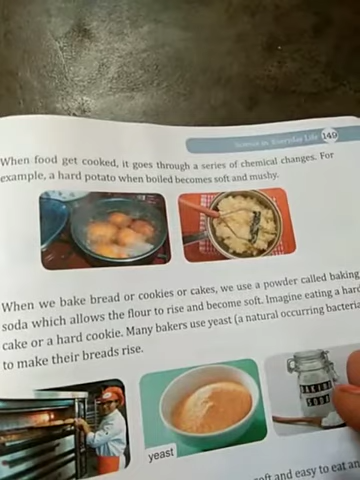 Science in Everyday Life 149
When food get cooked, it goes through a series of chemical changes. For
example, a hard potato when boiled becomes soft and mushy.
When we bake bread or cookies or cakes, we use a powder called baking
soda which allows the flour to rise and become soft. Imagine eating a hard
cake or a hard cookie. Many bakers use yeast (a natural occurring bacteria
to make their breads rise.
BAKING
SODA
yeast
soft and easy to eat an